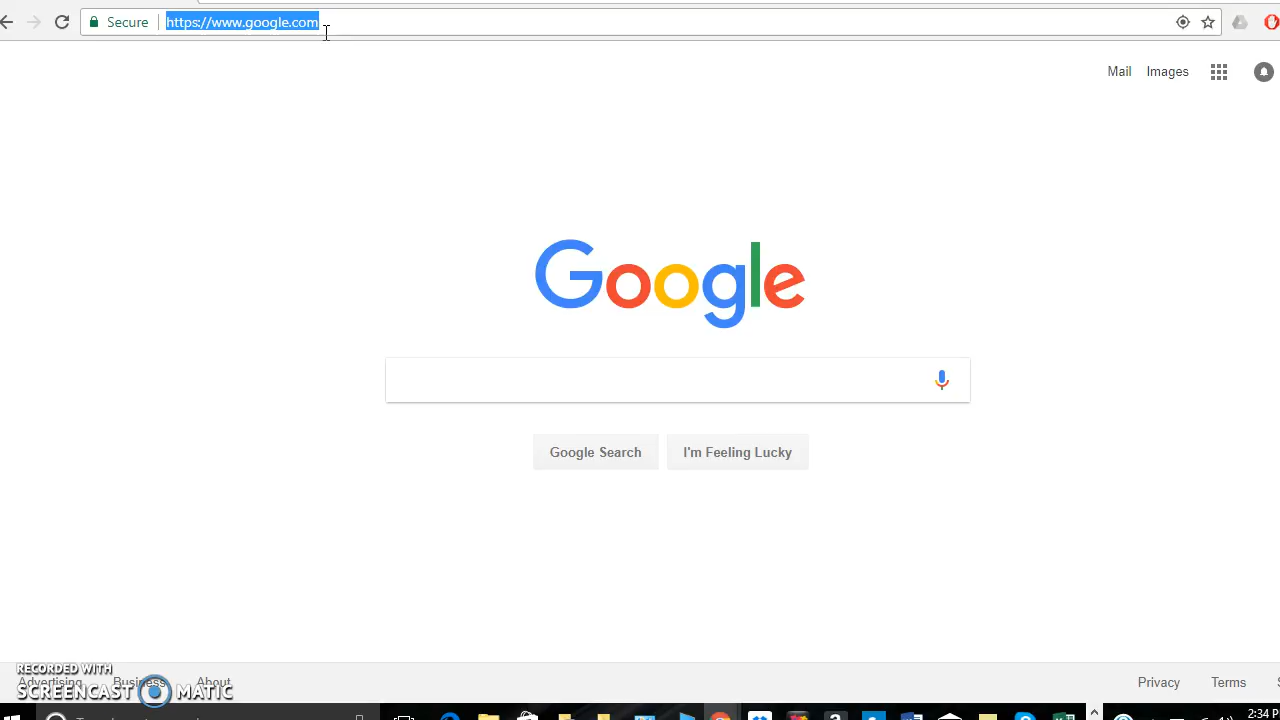 Secure https://www.google.com
Mail Images
Google
Google Search I'm Feeling Lucky
RECORDED WITH
Advertising Business About
SCREENCAST MATIC
Privacy Terms
2:34 P